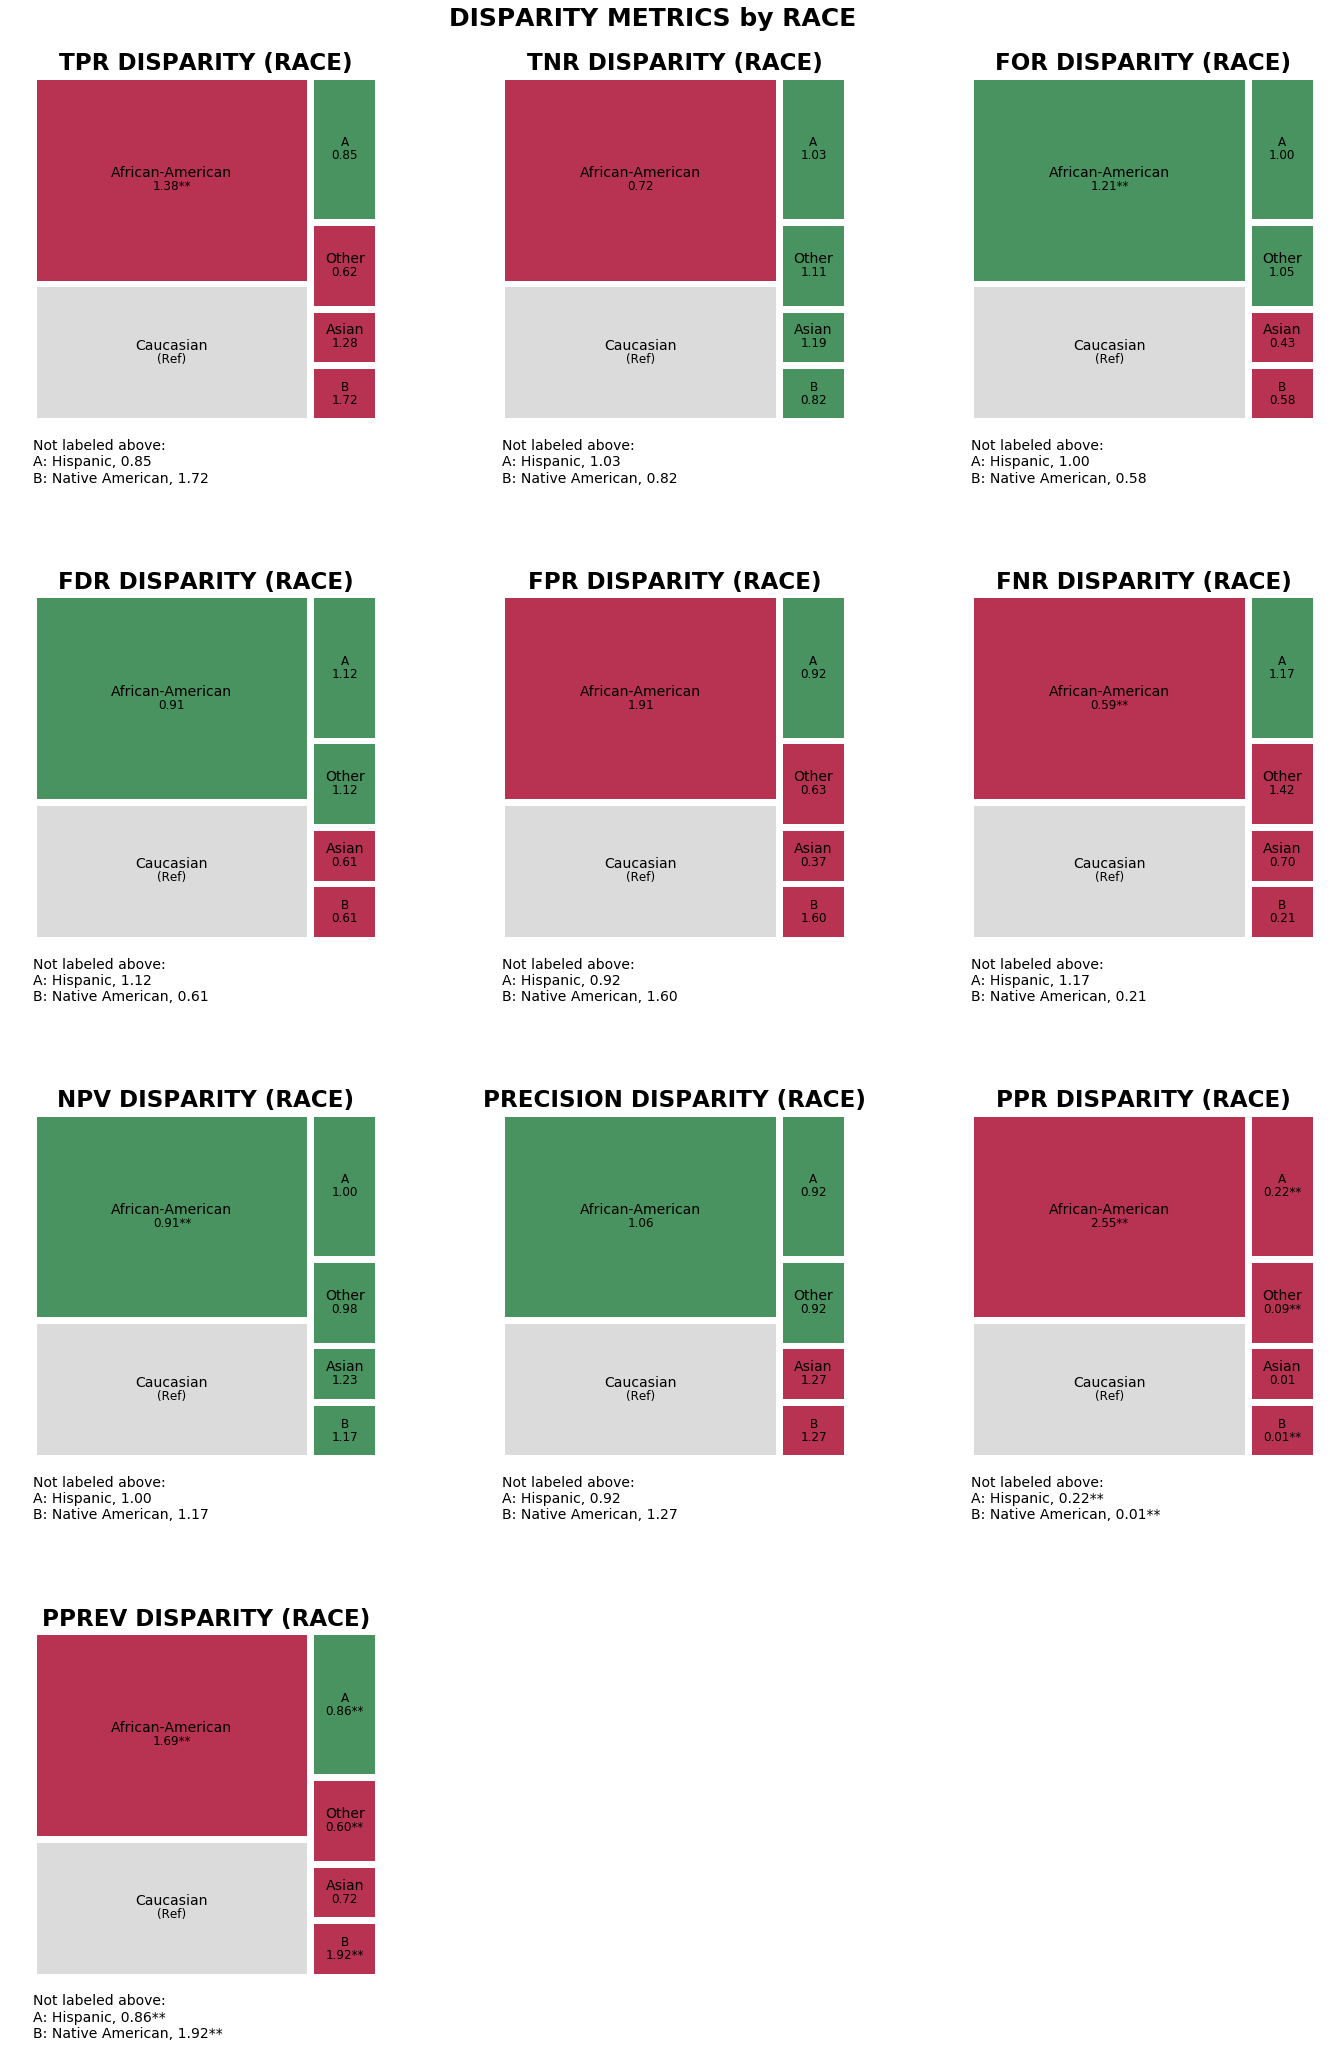 DISPARITY METRICS by RACE
TPR DISPARITY (RACE)
African-American
1.38**
A
0.85
Other
0.62
Caucasian
(Ref)
Asian
1.28
B
1.72
Not labeled above:
A: Hispanic, 0.85
B: Native American, 1.72
TNR DISPARITY (RACE)
African-American
0.72
A
1.03
Other
1.11
Caucasian
(Ref)
Asian
1.19
B
0.82
Not labeled above:
A: Hispanic, 1.03
B: Native American, 0.82
FOR DISPARITY (RACE)
African-American
1.21**
A
1.00
Other
1.05
Caucasian
(Ref)
Asian
0.43
B
0.58
Not labeled above:
A: Hispanic, 1.00
B: Native American, 0.58
FDR DISPARITY (RACE)
African-American
0.91
A
1.12
Other
1.12
Caucasian
(Ref)
Asian
0.61
B
0.61
Not labeled above:
A: Hispanic, 1.12
B: Native American, 0.61
FPR DISPARITY (RACE)
African-American
1.91
A
0.92
Other
0.63
Caucasian
(Ref)
Asian
0.37
B
1.60
Not labeled above:
A: Hispanic, 0.92
B: Native American, 1.60
FNR DISPARITY (RACE)
African-American
0.59**
A
1.17
Other
1.42
Caucasian
(Ref)
Asian
0.70
B
0.21
Not labeled above:
A: Hispanic, 1.17
B: Native American, 0.21
NPV DISPARITY (RACE)
African-American
0.91**
A
1.00
Other
0.98
Caucasian
(Ref)
Asian
1.23
B
1.17
Not labeled above:
A: Hispanic, 1.00
B: Native American, 1.17
PRECISION DISPARITY (RACE)
African-American
1.06
A
0.92
Other
0.92
Caucasian
(Ref)
Asian
1.27
B
1.27
Not labeled above:
A: Hispanic, 0.92
B: Native American, 1.27
PPR DISPARITY (RACE)
African-American
2.55**
A
0.22**
Other
0.09**
Caucasian
(Ref)
Asian
0.01
B
0.01**
Not labeled above:
A: Hispanic, 0.22**
B: Native American, 0.01**
PPREV DISPARITY (RACE)
African-American
1.69**
A
0.86**
Other
0.60**
Caucasian
(Ref)
Asian
0.72
B
1.92**
Not labeled above:
A: Hispanic, 0.86**
B: Native American, 1.92**